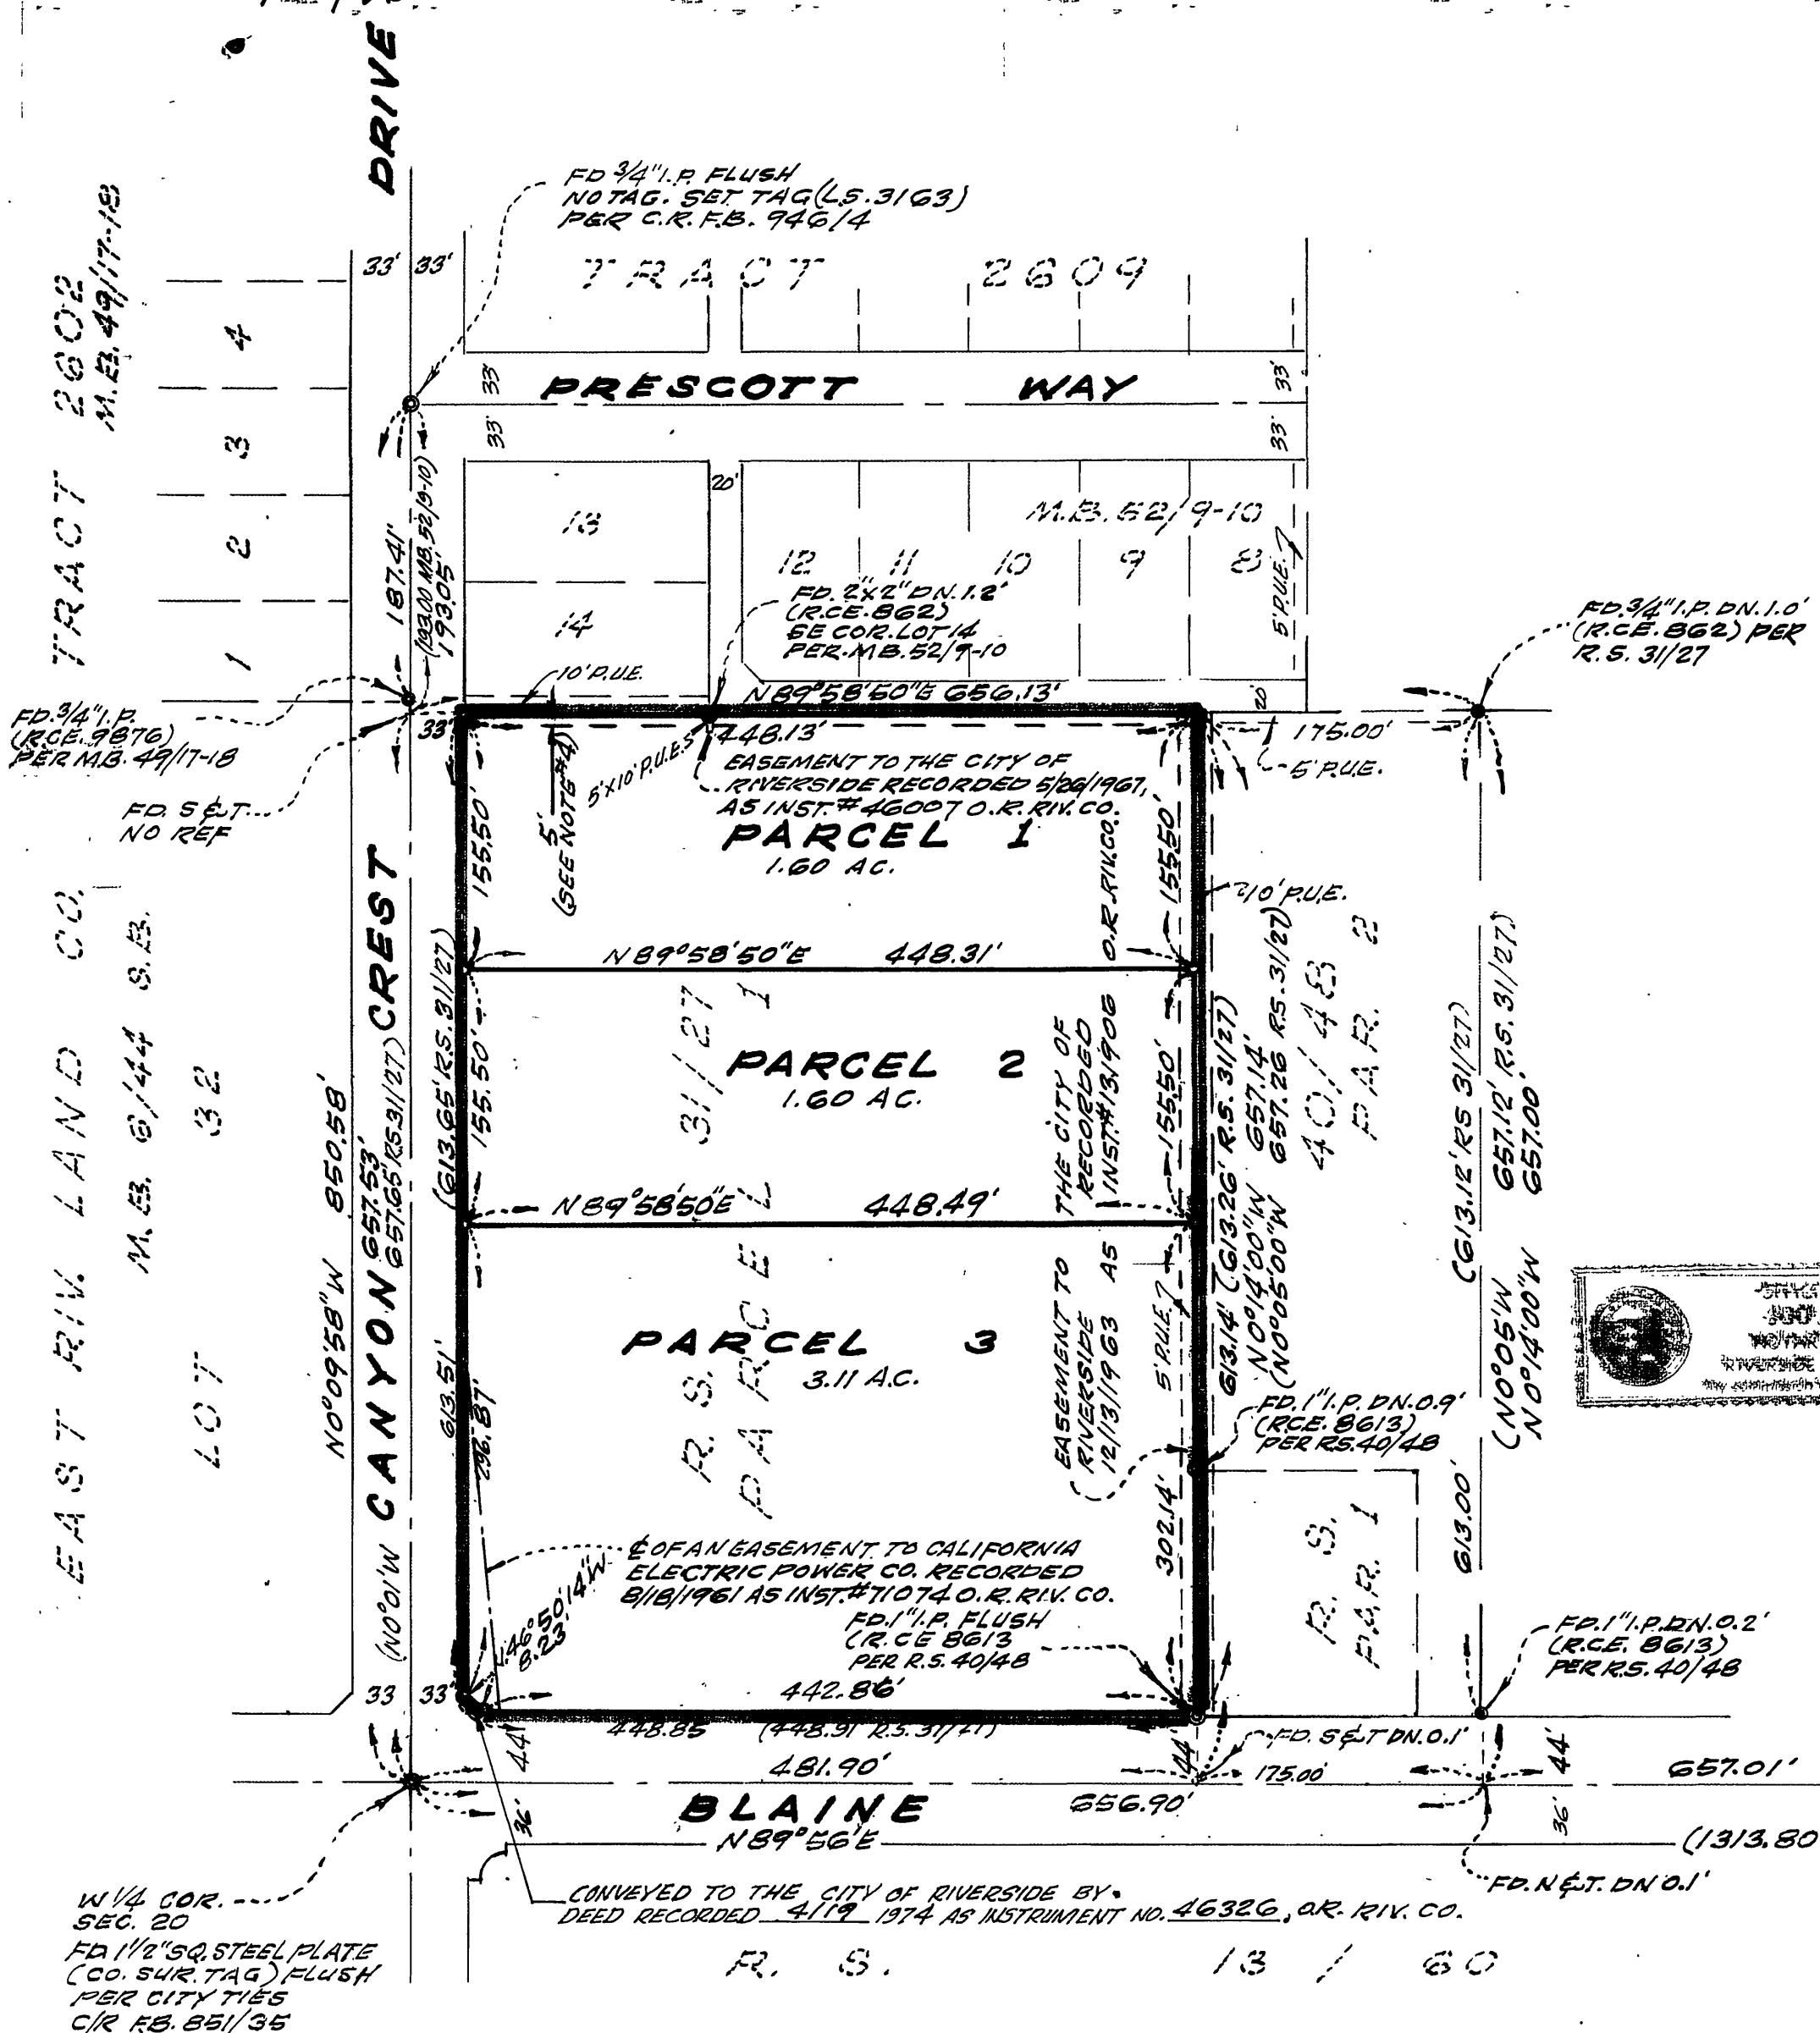 DRIVE
FD 3/4" I.P. FLUSH
NO TAG. SET TAG (L.S. 3163)
PER C.R. F.B. 946/4
TRACT 2602
M.B. 49/17-18
4
3
2
1
33' 33'
TRACT 2609
PRESCOTT WAY
33'
33'
33'
33'
187.41'
(193.00 M.B. 52/9-10)
193.05'
13
14
20'
M.B. 52/9-10
12 11 10 9 8
5' P.U.E.
FD. 2"x2" DN. 1.2'
(R.C.E. 862)
SE COR. LOT 14
PER. M.B. 52/9-10
10' P.U.E.
N 89°58'50"E 656.13'
20'
FD. 3/4" I.P. DN. 1.0'
(R.C.E. 862) PER
R.S. 31/27
FD. 3/4" I.P.
(R.C.E. 9876)
PER M.B. 49/17-18
33'
448.13'
175.00'
5' P.U.E.
FD. S & T.
NO REF
5'x10' P.U.E.S
5'
(SEE NOTE #4)
EASEMENT TO THE CITY OF
RIVERSIDE RECORDED 5/26/1967,
AS INST. # 46007 O.R. RIV. CO.
PARCEL 1
1.60 AC.
155.50'
155.50'
10' P.U.E.
N 89°58'50"E 448.31'
EAST RIV. LAND CO.
M.B. 6/44 S.B.
LOT 32
CANYON CREST
N 0°09'58"W 850.58'
657.53'
(N 0°01'W 657.65' R.S. 31/27)
(613.65' R.S. 31/27)
613.51'
155.50'
155.50'
PARCEL 2
1.60 AC.
R.S. 31/27
PARCEL 1
N 89°58'50"E 448.49'
EASEMENT TO THE CITY OF
RIVERSIDE RECORDED
12/13/1963 AS INST. # 131906 O.R. RIV. CO.
5' P.U.E.
613.14' (613.26' R.S. 31/27)
N 0°14'00"W 657.14'
(N 0°05'00"W 657.26 R.S. 31/27)
40/48
PAR. 2
(613.12' RS 31/27)
613.00'
(N 0°05'W 657.12' R.S. 31/27)
N 0°14'00"W 657.00'
PARCEL 3
3.11 AC.
296.87'
302.14'
FD. 1" I.P. DN. 0.9'
(R.C.E. 8613)
PER R.S. 40/48
R.S.
PAR. 1
RIVERSIDE
℄ OF AN EASEMENT TO CALIFORNIA
ELECTRIC POWER CO. RECORDED
8/18/1961 AS INST. # 71074 O.R. RIV. CO.
46°50'14"W
8.23'
FD. 1" I.P. FLUSH
(R.C.E 8613
PER R.S. 40/48
FD. 1" I.P. DN. 0.2'
(R.C.E. 8613)
PER R.S. 40/48
33 33'
442.86'
448.85 (448.91 R.S. 31/27)
44'
44'
44'
FD. S & T DN. 0.1'
481.90'
175.00'
657.01'
BLAINE
656.90'
N 89°56'E
36'
36'
(1313.80
FD. N & T. DN 0.1'
W 1/4 COR.
SEC. 20
FD. 1 1/2" SQ. STEEL PLATE
(CO. SUR. TAG) FLUSH
PER CITY TIES
C/R F.B. 851/35
CONVEYED TO THE CITY OF RIVERSIDE BY
DEED RECORDED 4/19 1974 AS INSTRUMENT NO. 46326, O.R. RIV. CO.
R. S. 13 / 60